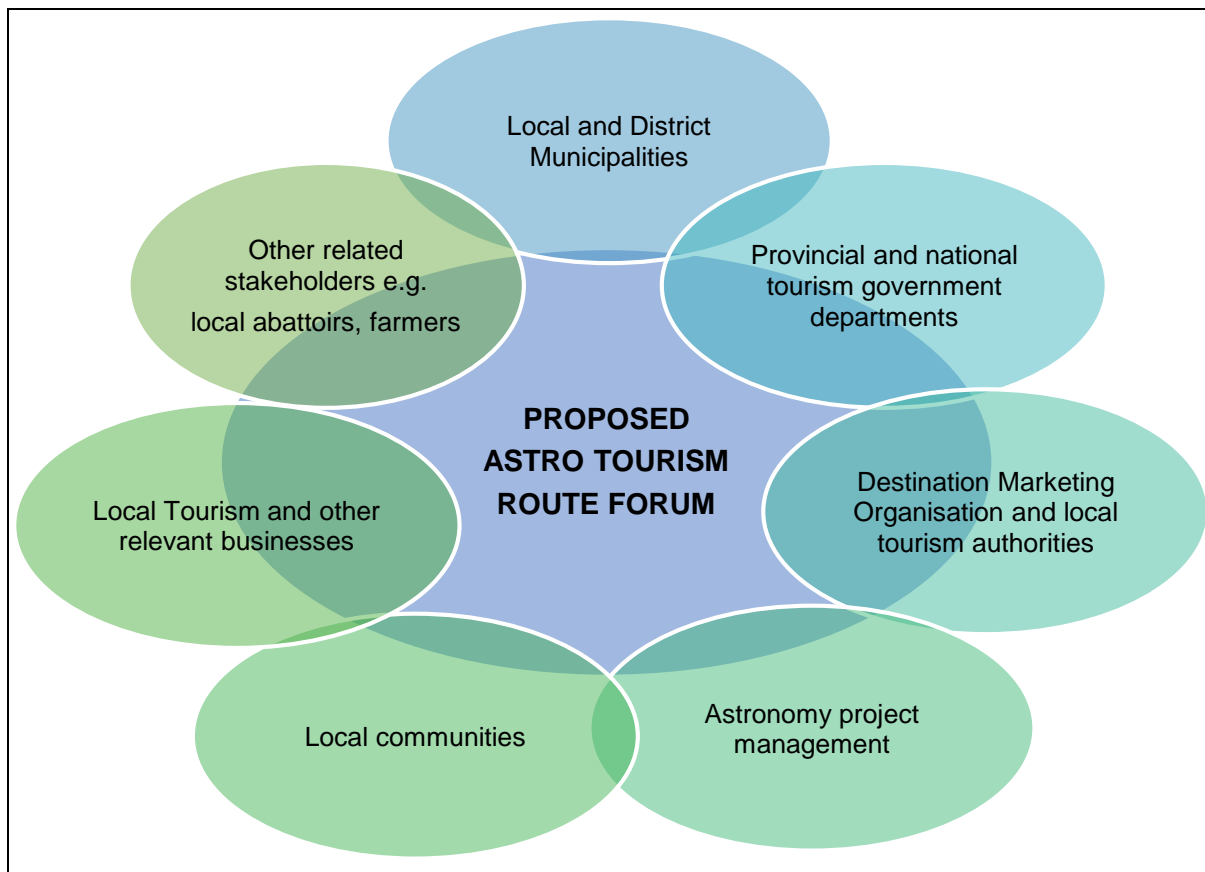 Local and District
Municipalities
Other related
stakeholders e.g.
local abattoirs, farmers
Provincial and national
tourism government
departments
PROPOSED
ASTRO TOURISM
ROUTE FORUM
Local Tourism and other
relevant businesses
Destination Marketing
Organisation and local
tourism authorities
Local communities
Astronomy project
management